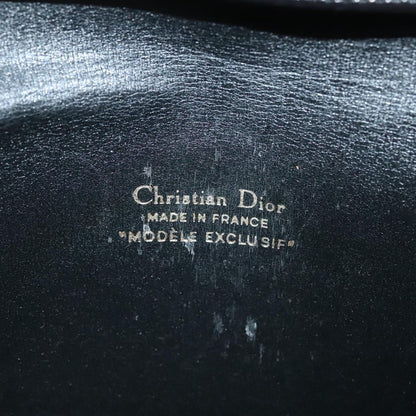 Christian Dior
MADE IN FRANCE
"MODÈLE EXCLUSIF"